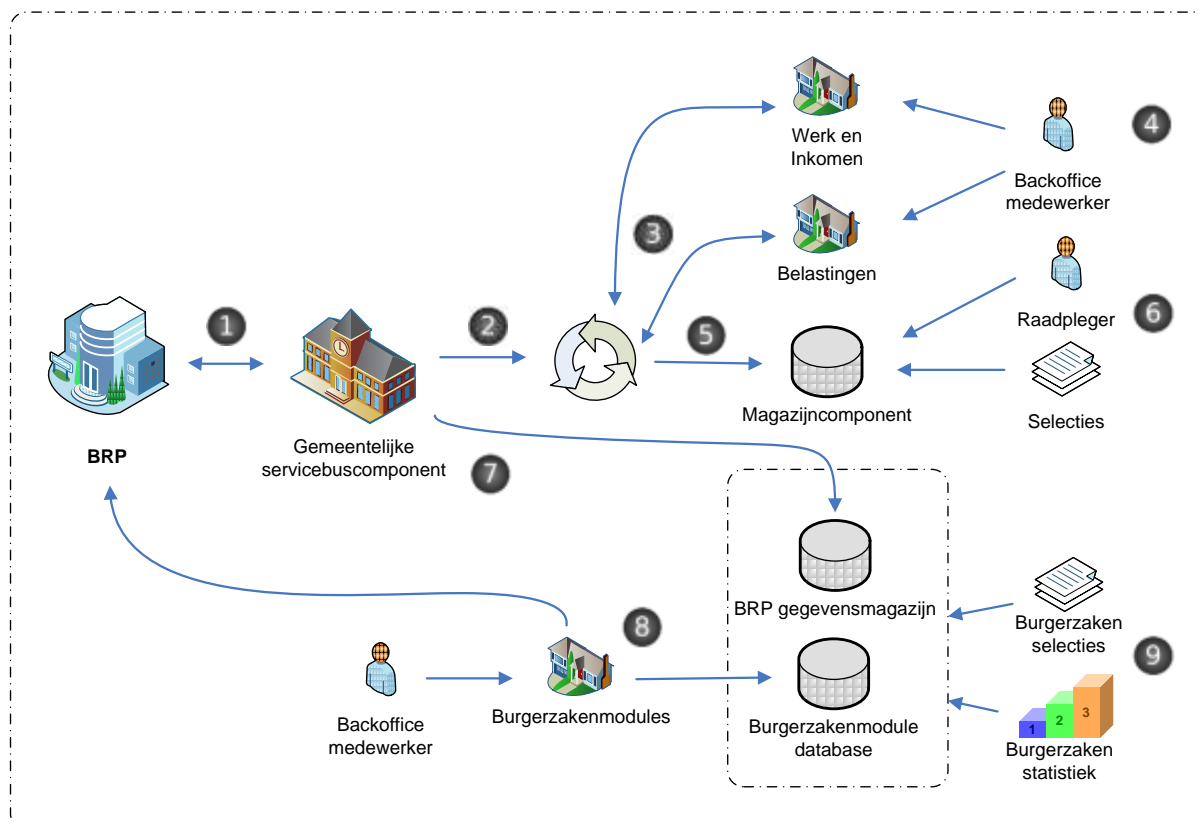 Werk en
Inkomen
4
Backoffice
medewerker
3
Belastingen
1
2
5
6
Raadpleger
Magazijncomponent
Selecties
BRP
Gemeentelijke
servicebuscomponent
7
BRP gegevensmagazijn
Burgerzaken
selecties
8
9
Backoffice
medewerker
Burgerzakenmodules
Burgerzakenmodule
database
1
2
3
Burgerzaken
statistiek